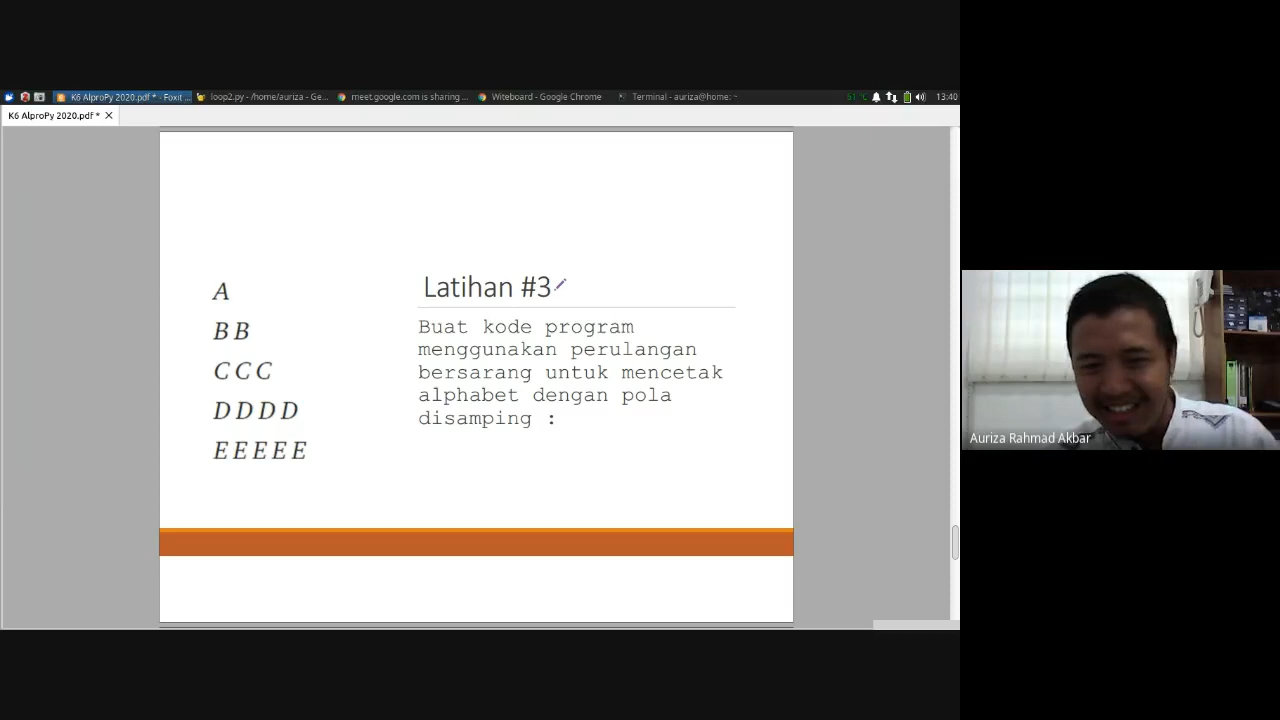 K6 AlproPy 2020.pdf * - Foxit ...
loop2.py - /home/auriza - Ge...
meet.google.com is sharing ...
Witeboard - Google Chrome
Terminal - auriza@home: ~
51 °C
13:40
K6 AlproPy 2020.pdf *
A
B B
C C C
D D D D
E E E E E
Latihan #3
Buat kode program
menggunakan perulangan
bersarang untuk mencetak
alphabet dengan pola
disamping :
Auriza Rahmad Akbar